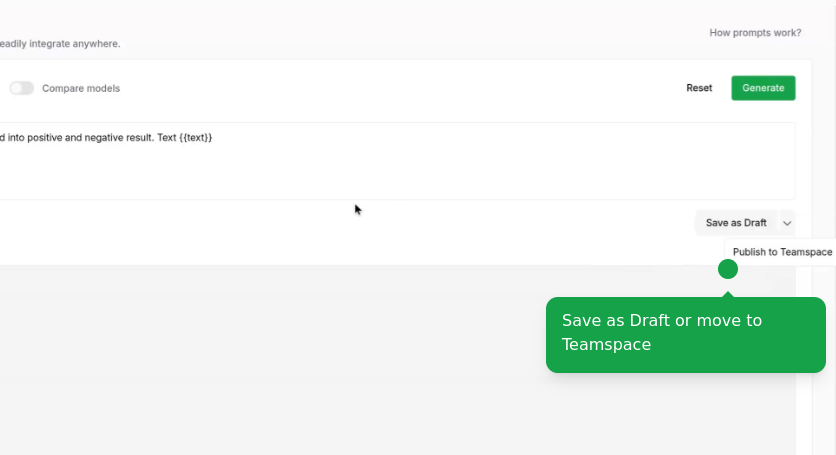 How prompts work?
eadily integrate anywhere.
Compare models
Reset
Generate
d into positive and negative result. Text {{text}}
Save as Draft
Publish to Teamspace
Save as Draft or move to
Teamspace